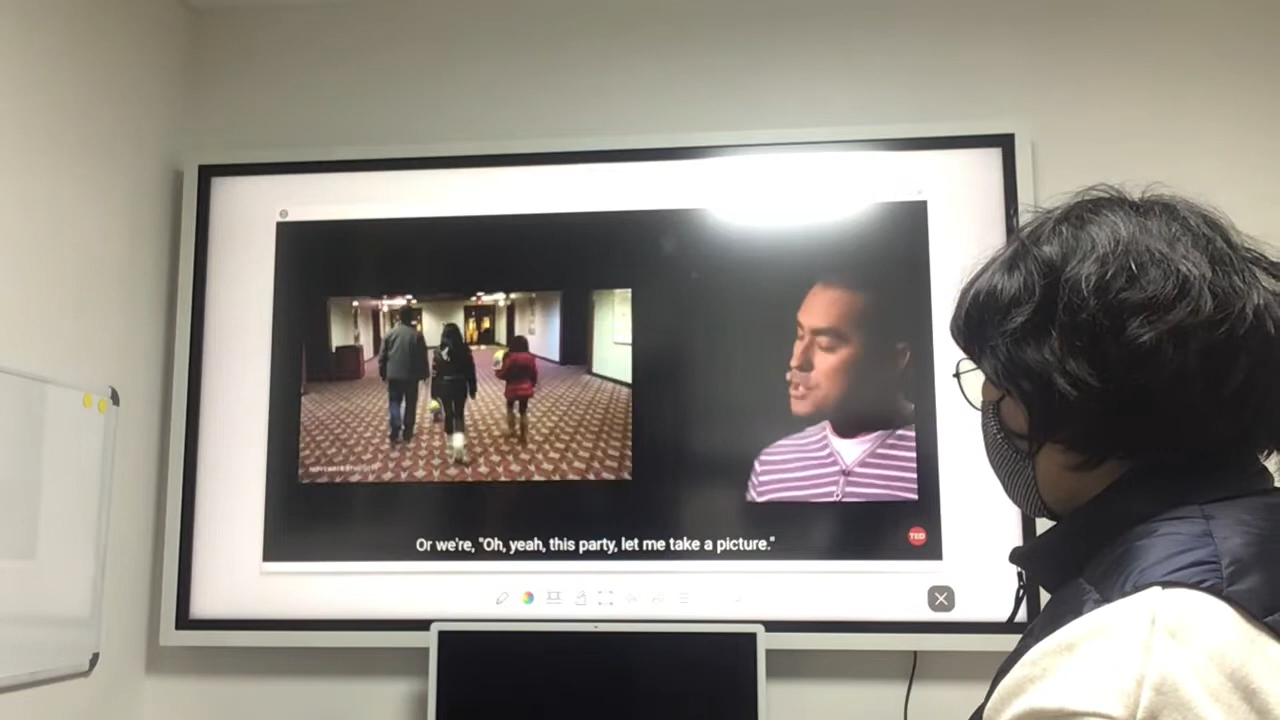 Or we're, "Oh, yeah, this party, let me take a picture."
TED